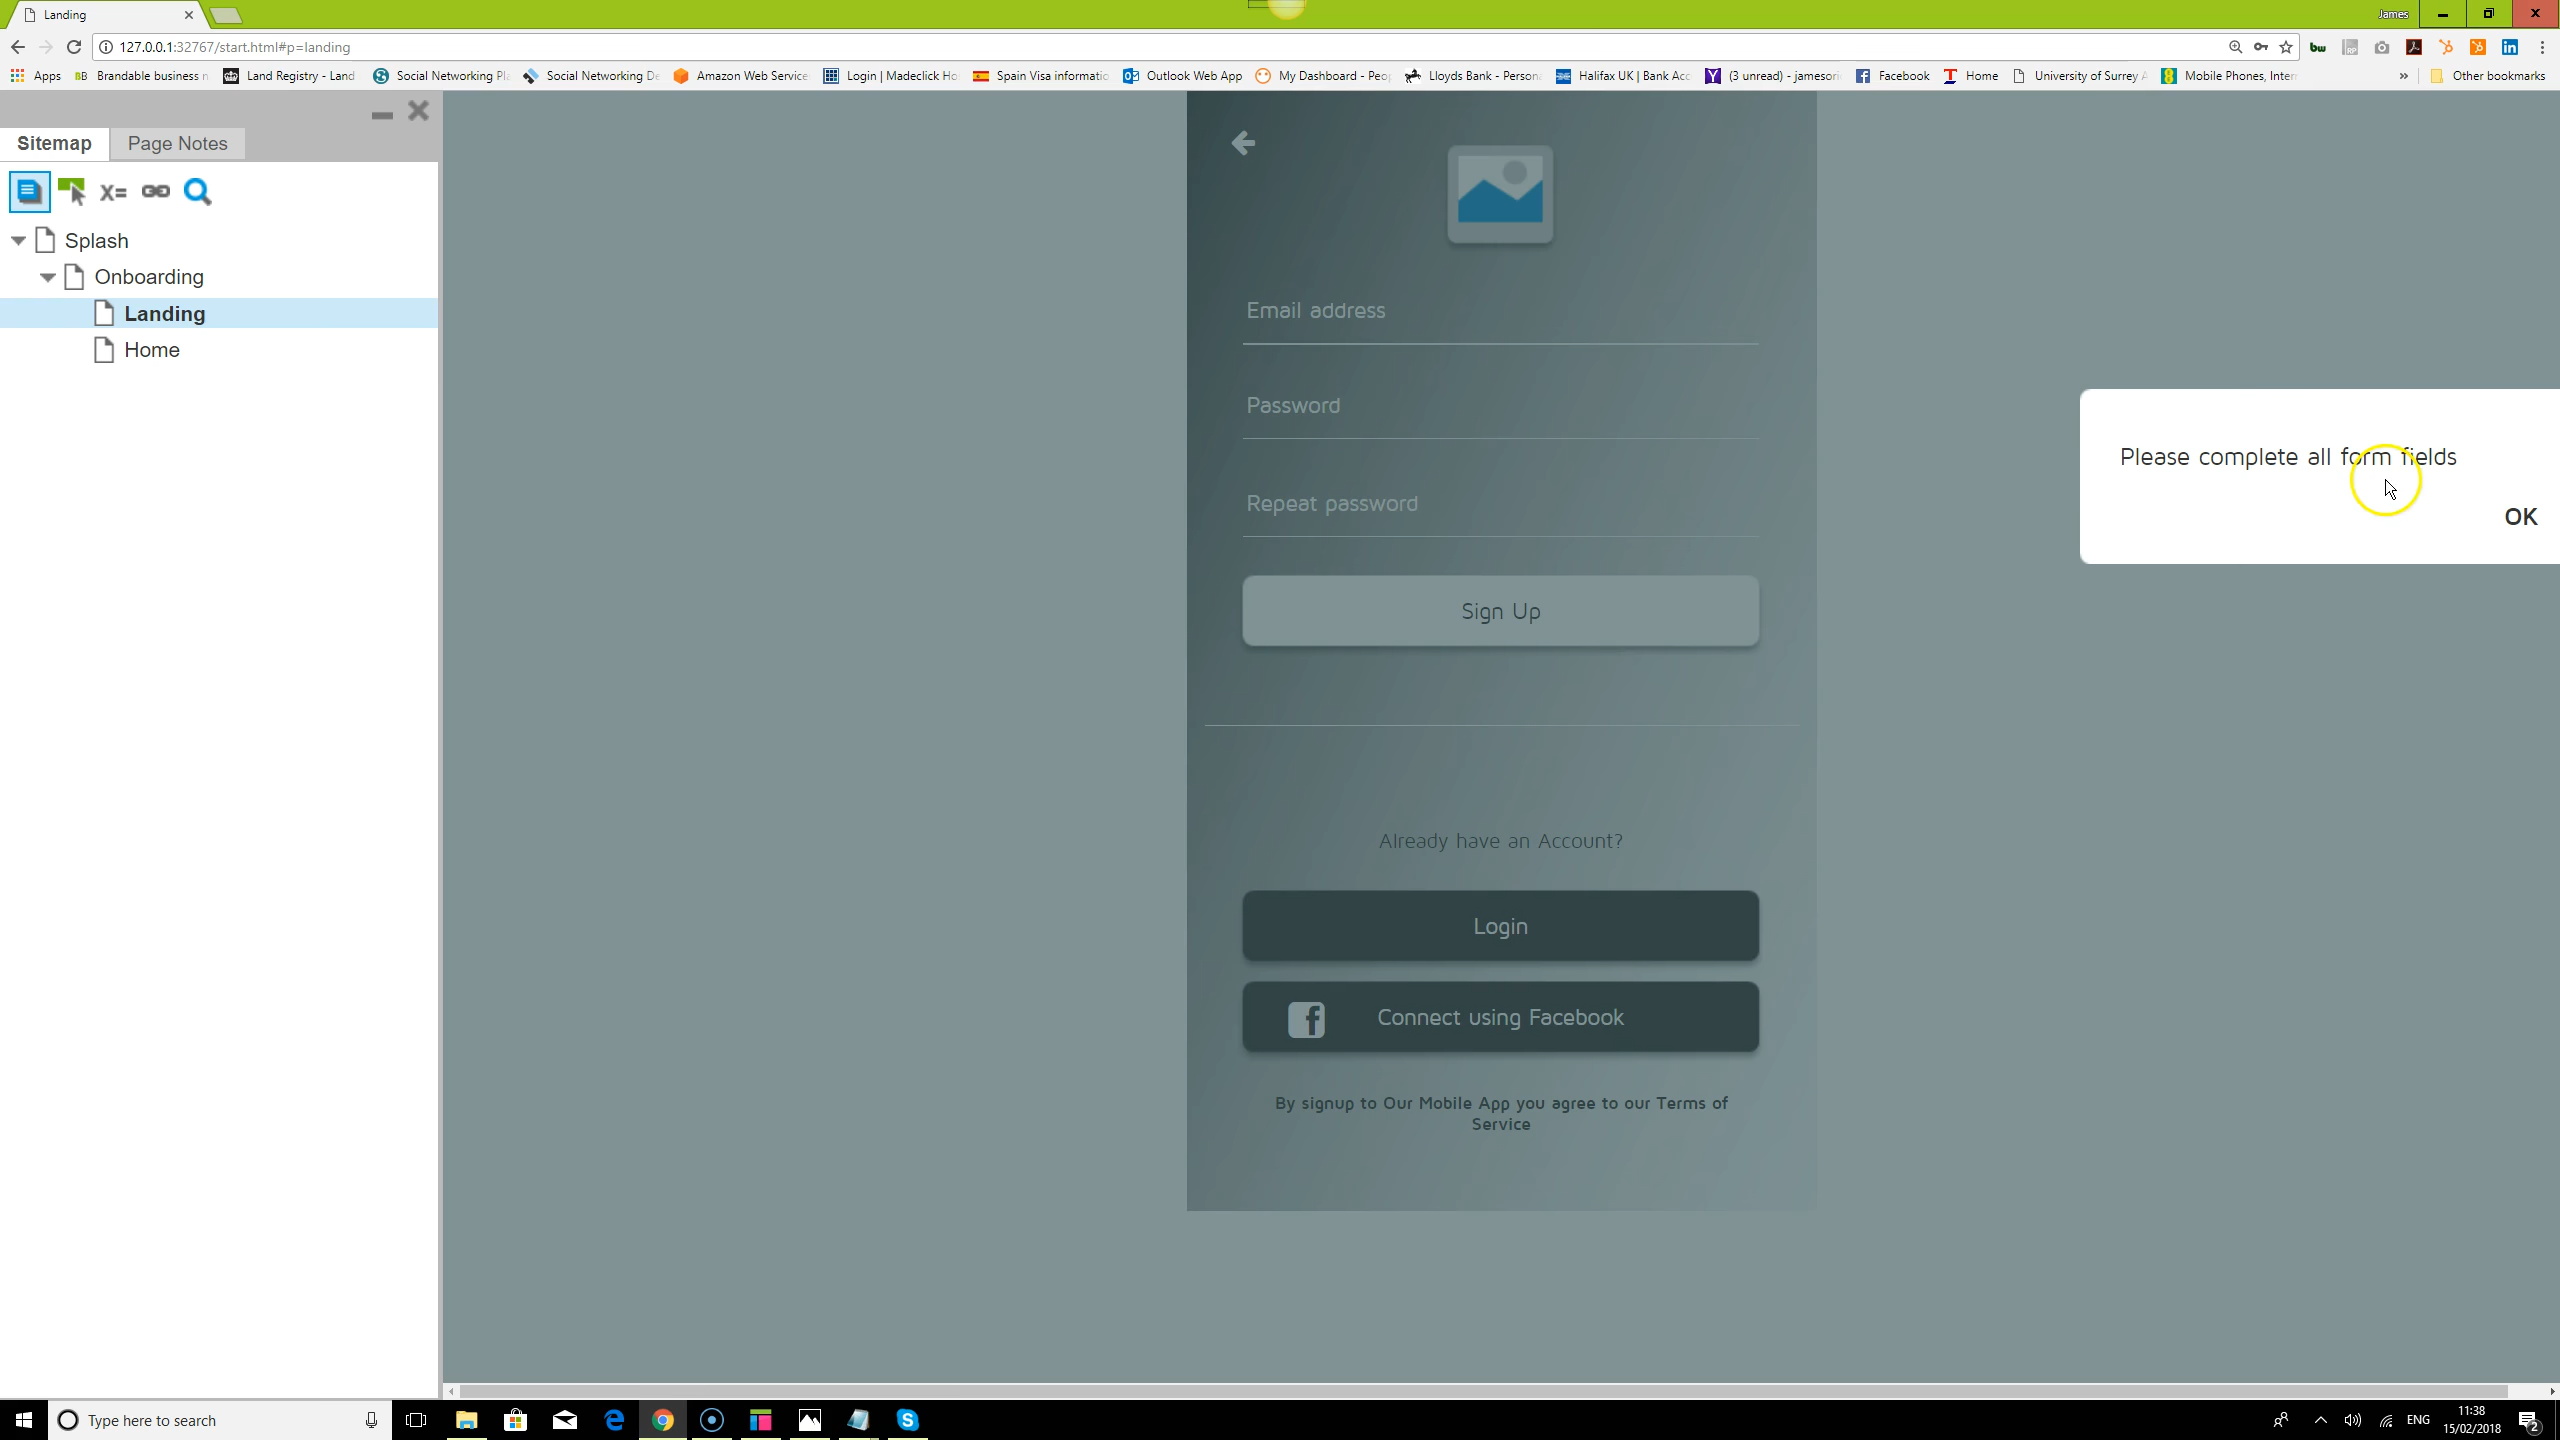 Landing
James
127.0.0.1:32767/start.html#p=landing
Apps
Brandable business n
Land Registry - Land
Social Networking Pl
Social Networking De
Amazon Web Service
Login | Madeclick Ho
Spain Visa informatio
Outlook Web App
My Dashboard - Peop
Lloyds Bank - Persona
Halifax UK | Bank Acc
(3 unread) - jamesori
Facebook
Home
University of Surrey A
Mobile Phones, Inter
»
Other bookmarks
Sitemap
Page Notes
X=
Splash
Onboarding
Landing
Home
Email address
Password
Repeat password
Sign Up
Please complete all form fields
OK
Already have an Account?
Login
Connect using Facebook
By signup to Our Mobile App you agree to our Terms of
Service
Type here to search
ENG
11:38
15/02/2018
2